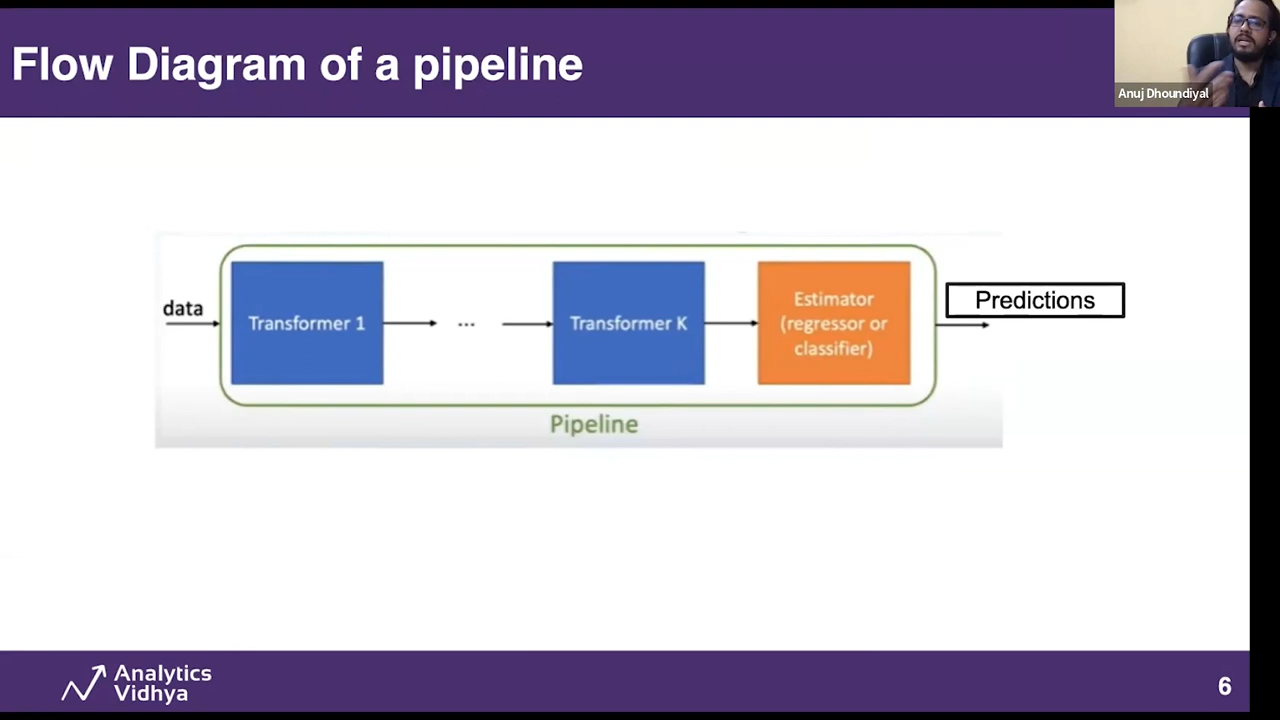 Flow Diagram of a pipeline
Anuj Dhoundiyal
data
Transformer 1
...
Transformer K
Estimator
(regressor or
classifier)
Predictions
Pipeline
Analytics
Vidhya
6